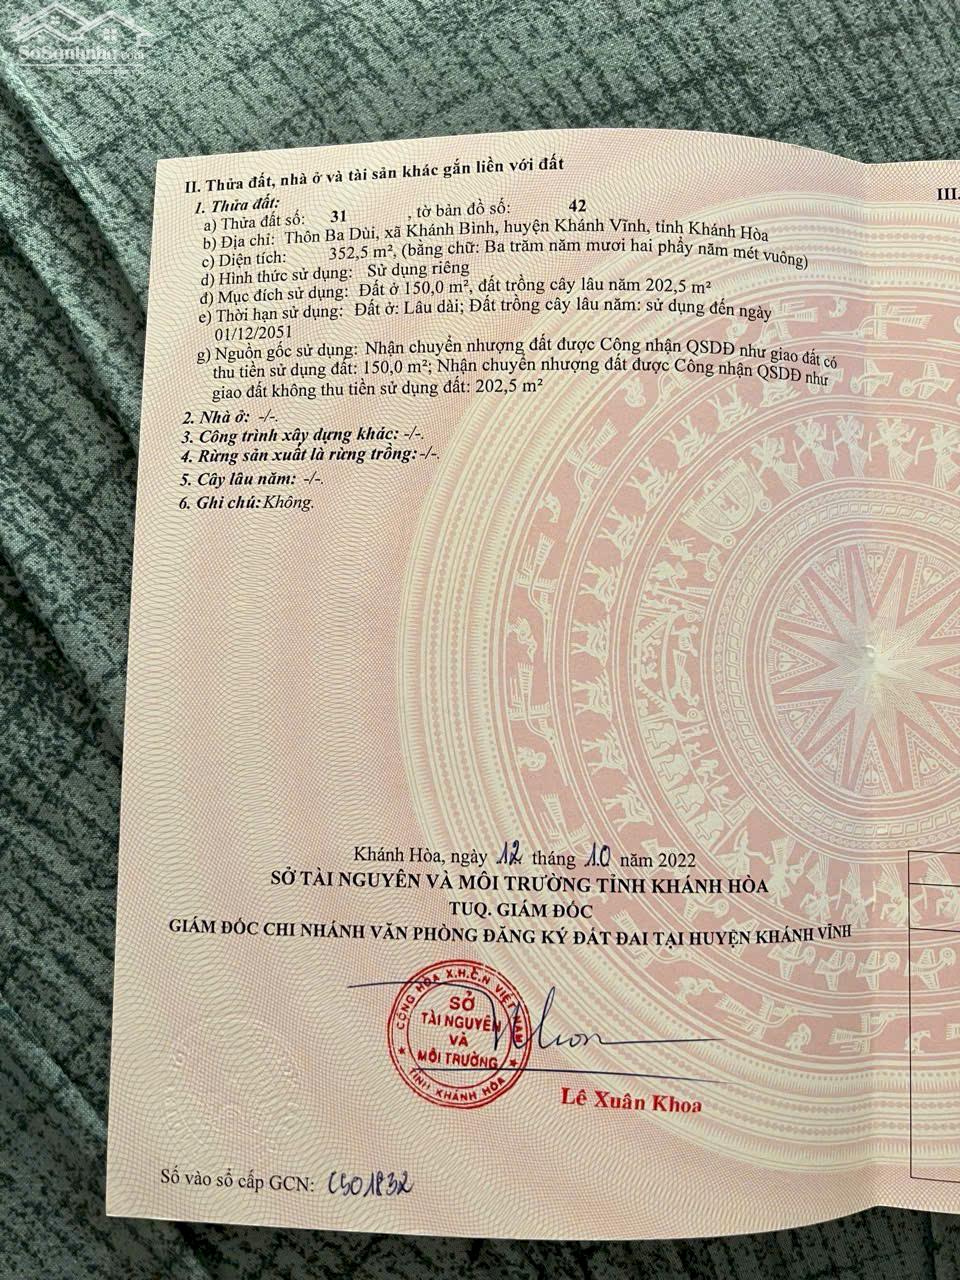 SoSanhnha.com
II. Thửa đất, nhà ở và tài sản khác gắn liền với đất
III.
1. Thửa đất:
a) Thửa đất số: 31 , tờ bản đồ số: 42
b) Địa chỉ: Thôn Ba Dùi, xã Khánh Bình, huyện Khánh Vĩnh, tỉnh Khánh Hòa
c) Diện tích: 352,5 m², (bằng chữ: Ba trăm năm mươi hai phẩy năm mét vuông)
d) Hình thức sử dụng: Sử dụng riêng
đ) Mục đích sử dụng: Đất ở 150,0 m², đất trồng cây lâu năm 202,5 m²
e) Thời hạn sử dụng: Đất ở: Lâu dài; Đất trồng cây lâu năm: sử dụng đến ngày
01/12/2051
g) Nguồn gốc sử dụng: Nhận chuyển nhượng đất được Công nhận QSDĐ như giao đất có
thu tiền sử dụng đất: 150,0 m²; Nhận chuyển nhượng đất được Công nhận QSDĐ như
giao đất không thu tiền sử dụng đất: 202,5 m²
2. Nhà ở: -/-.
3. Công trình xây dựng khác: -/-.
4. Rừng sản xuất là rừng trồng: -/-.
5. Cây lâu năm: -/-.
6. Ghi chú: Không.
Khánh Hòa, ngày 12 tháng 10 năm 2022
SỞ TÀI NGUYÊN VÀ MÔI TRƯỜNG TỈNH KHÁNH HÒA
TUQ. GIÁM ĐỐC
GIÁM ĐỐC CHI NHÁNH VĂN PHÒNG ĐĂNG KÝ ĐẤT ĐAI TẠI HUYỆN KHÁNH VĨNH
CỘNG HÒA X.H.C.N VIỆT NAM
SỞ
TÀI NGUYÊN
VÀ
MÔI TRƯỜNG
TỈNH KHÁNH HÒA
Lê Xuân Khoa
Số vào sổ cấp GCN: CS01832